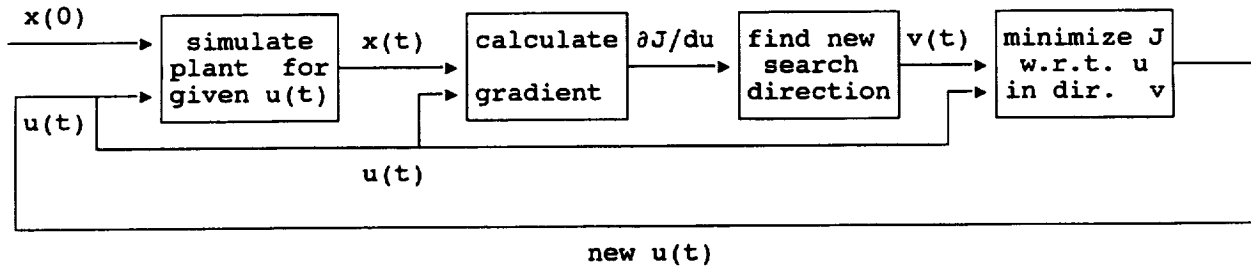 x(0)
simulate
plant for
given u(t)
x(t)
calculate
gradient
∂J/du
find new
search
direction
v(t)
minimize J
w.r.t. u
in dir. v
u(t)
u(t)
new u(t)